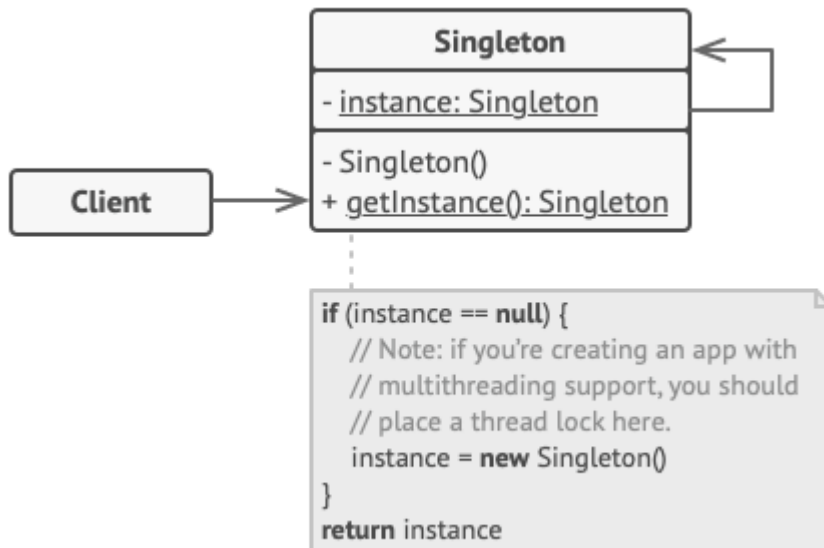 Singleton
- instance: Singleton
- Singleton()
+ getInstance(): Singleton
Client
if (instance == null) {
// Note: if you're creating an app with
// multithreading support, you should
// place a thread lock here.
instance = new Singleton()
}
return instance